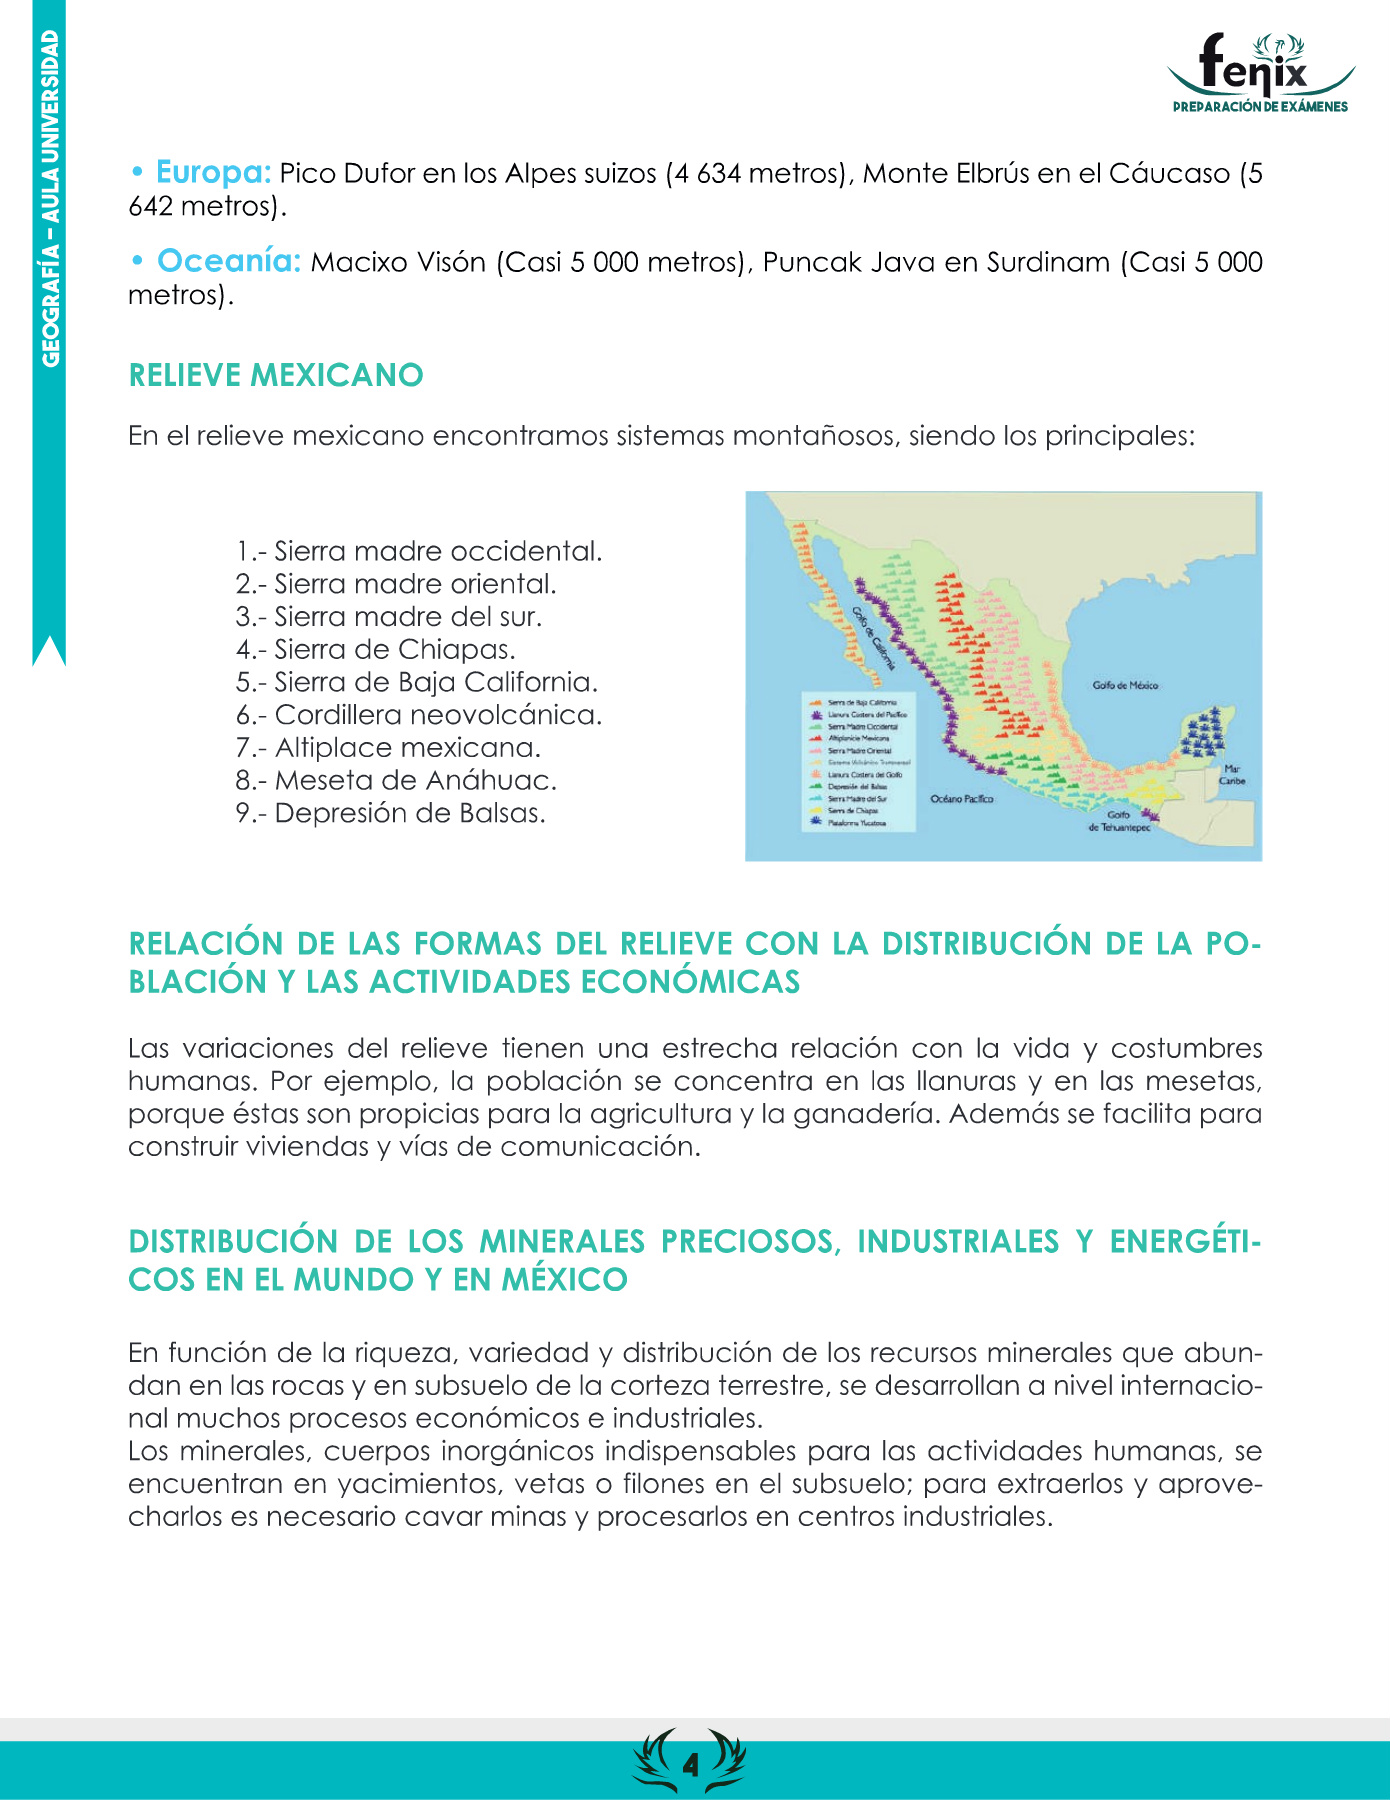 GEOGRAFÍA – AULA UNIVERSIDAD
fenix
PREPARACIÓN DE EXÁMENES
• Europa: Pico Dufor en los Alpes suizos (4 634 metros), Monte Elbrús en el Cáucaso (5
642 metros).
• Oceanía: Macixo Visón (Casi 5 000 metros), Puncak Java en Surdinam (Casi 5 000
metros).
RELIEVE MEXICANO
En el relieve mexicano encontramos sistemas montañosos, siendo los principales:
1.- Sierra madre occidental.
2.- Sierra madre oriental.
3.- Sierra madre del sur.
4.- Sierra de Chiapas.
5.- Sierra de Baja California.
6.- Cordillera neovolcánica.
7.- Altiplace mexicana.
8.- Meseta de Anáhuac.
9.- Depresión de Balsas.
Golfo de California
Golfo de México
Mar
Caribe
Océano Pacífico
Golfo
de Tehuantepec
Sierra de Baja California
Llanura Costera del Pacífico
Sierra Madre Occidental
Altiplanicie Mexicana
Sierra Madre Oriental
Sistema Volcánico Transversal
Llanura Costera del Golfo
Depresión del Balsas
Sierra Madre del Sur
Sierra de Chiapas
Plataforma Yucateca
RELACIÓN DE LAS FORMAS DEL RELIEVE CON LA DISTRIBUCIÓN DE LA PO-
BLACIÓN Y LAS ACTIVIDADES ECONÓMICAS
Las variaciones del relieve tienen una estrecha relación con la vida y costumbres
humanas. Por ejemplo, la población se concentra en las llanuras y en las mesetas,
porque éstas son propicias para la agricultura y la ganadería. Además se facilita para
construir viviendas y vías de comunicación.
DISTRIBUCIÓN DE LOS MINERALES PRECIOSOS, INDUSTRIALES Y ENERGÉTI-
COS EN EL MUNDO Y EN MÉXICO
En función de la riqueza, variedad y distribución de los recursos minerales que abun-
dan en las rocas y en subsuelo de la corteza terrestre, se desarrollan a nivel internacio-
nal muchos procesos económicos e industriales.
Los minerales, cuerpos inorgánicos indispensables para las actividades humanas, se
encuentran en yacimientos, vetas o filones en el subsuelo; para extraerlos y aprove-
charlos es necesario cavar minas y procesarlos en centros industriales.
4